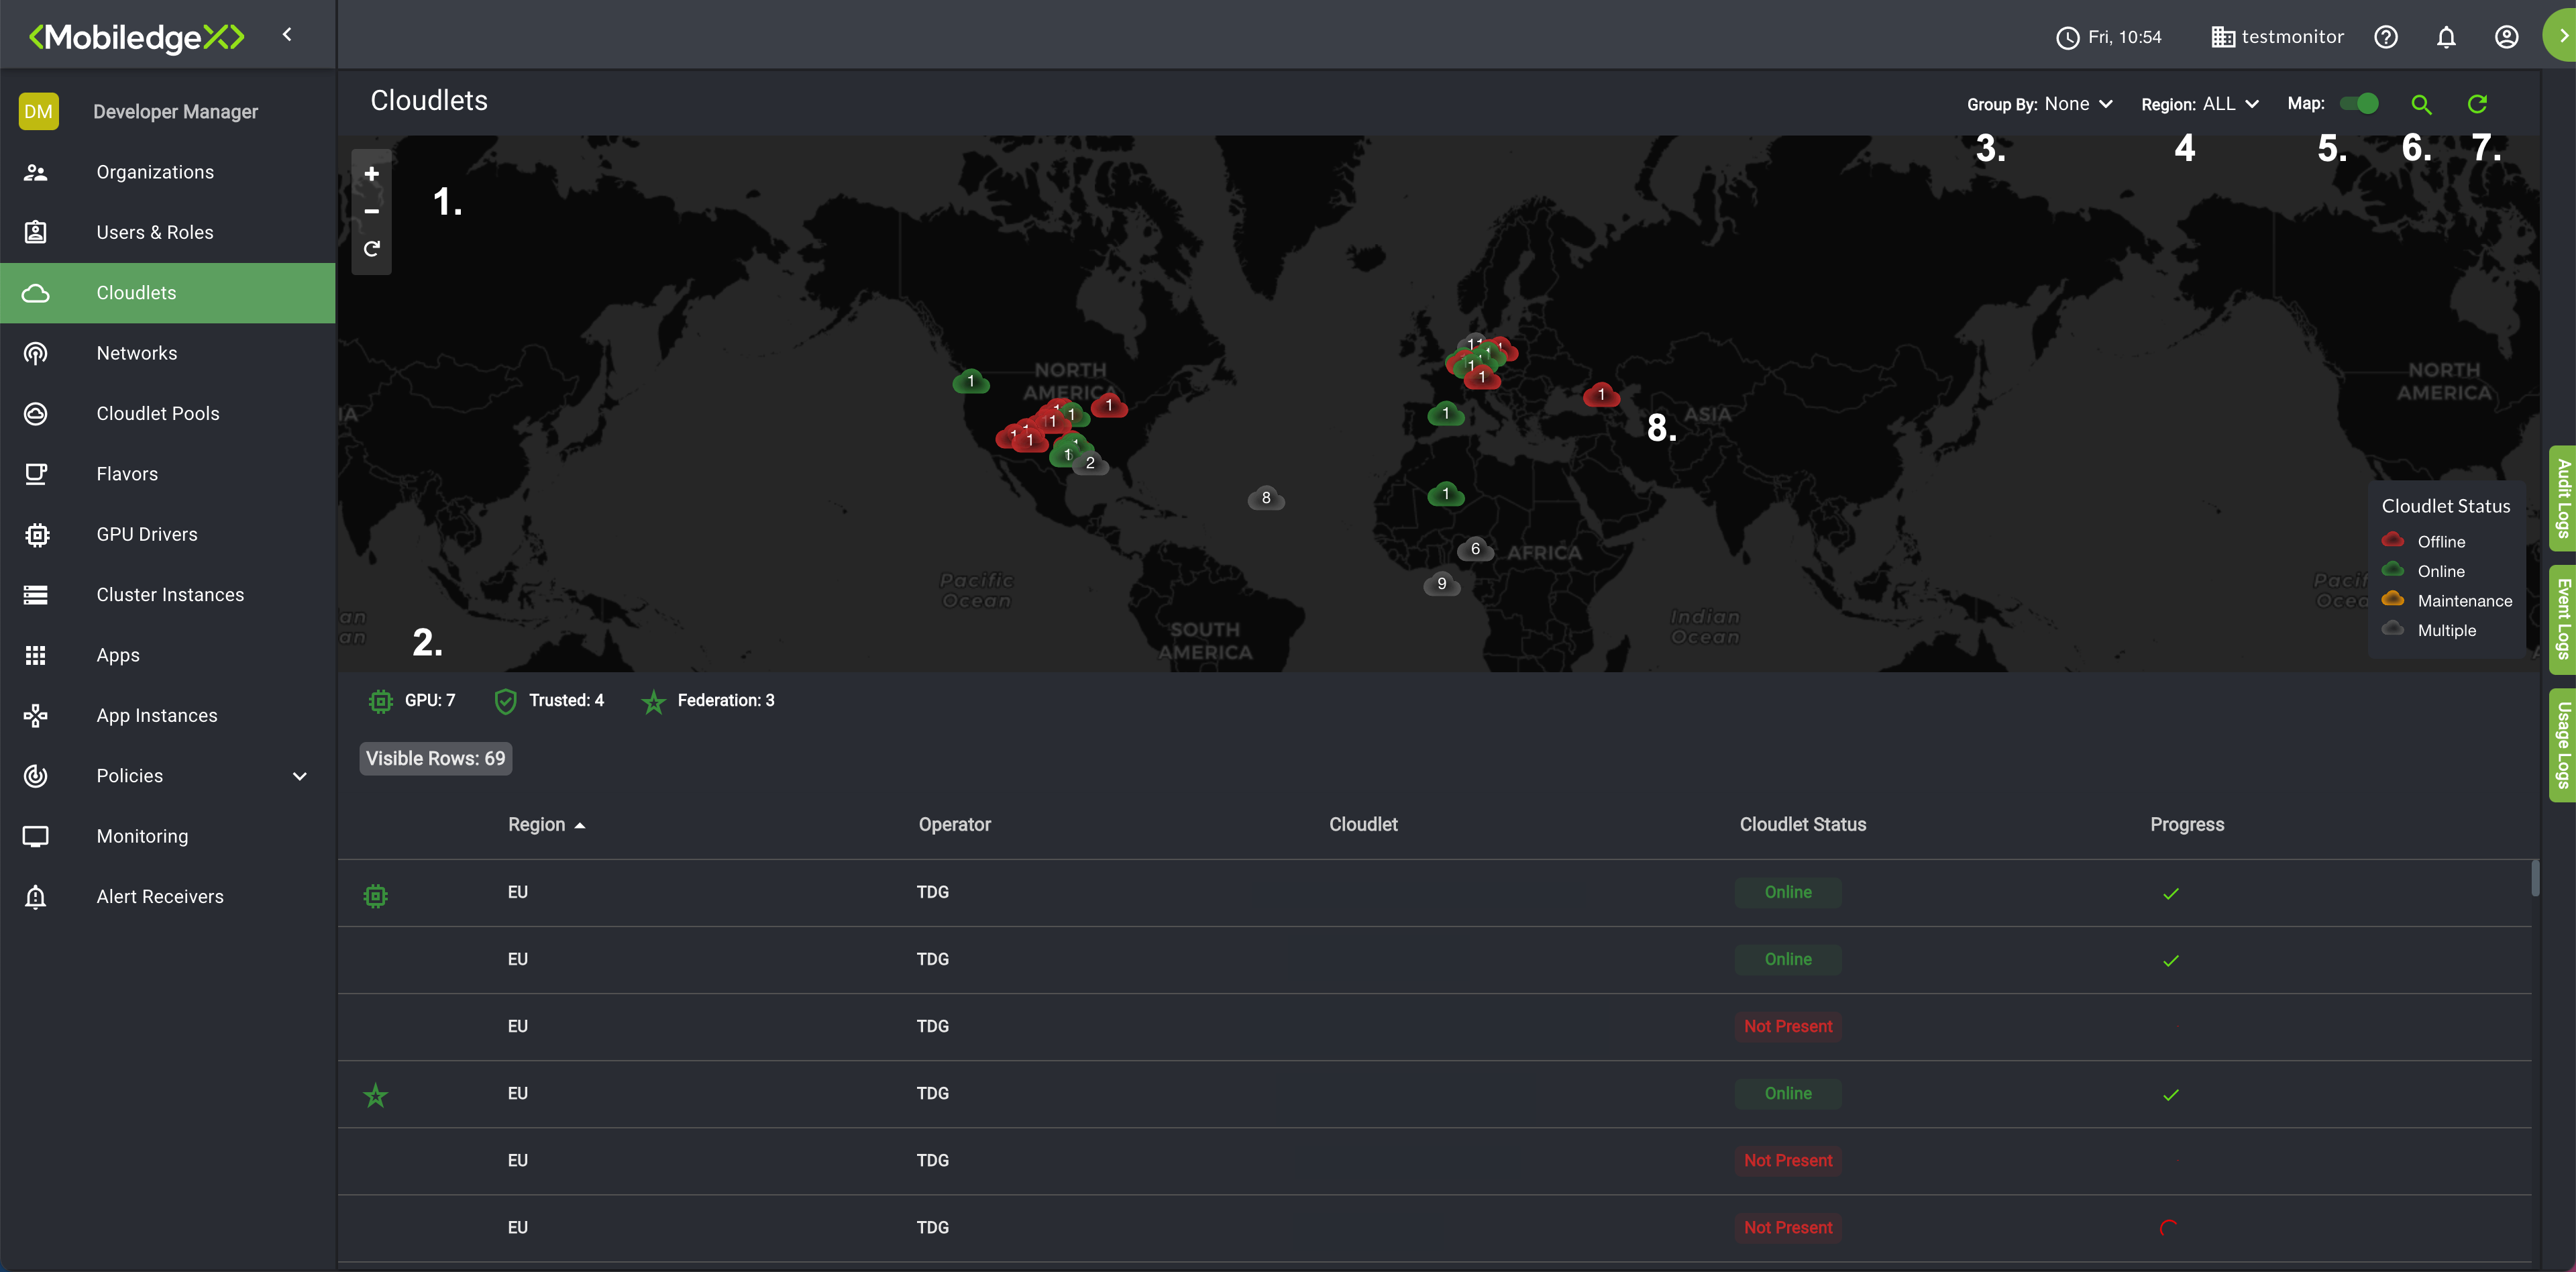 MobiledgeX
Fri, 10:54
testmonitor
DM
Developer Manager
Organizations
Users & Roles
Cloudlets
Networks
Cloudlet Pools
Flavors
GPU Drivers
Cluster Instances
Apps
App Instances
Policies
Monitoring
Alert Receivers
Cloudlets
Group By: None
Region: ALL
Map:
3.
4
5.
6.
7.
1.
NORTH
AMERICA
NORTH
AMERICA
ASIA
8.
AFRICA
Pacific
Ocean
SOUTH
AMERICA
Indian
Ocean
2.
1
1
1
1
1
1
1
2
8
1
1
1
1
1
6
9
Cloudlet Status
Offline
Online
Maintenance
Multiple
Audit Logs
Event Logs
Usage Logs
GPU: 7
Trusted: 4
Federation: 3
Visible Rows: 69
Region Operator Cloudlet Cloudlet Status Progress
EU TDG Online
EU TDG Online
EU TDG Not Present
EU TDG Online
EU TDG Not Present
EU TDG Not Present